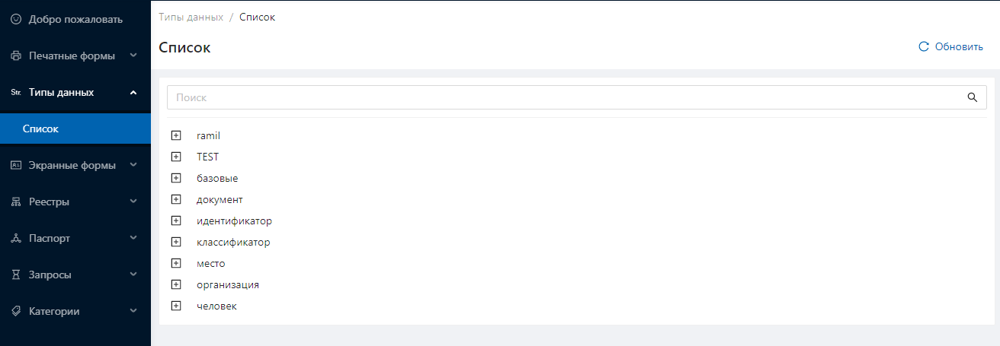 Добро пожаловать
Печатные формы
Str. Типы данных
Список
Экранные формы
Реестры
Паспорт
Запросы
Категории
Типы данных / Список
Список
Обновить
Поиск
ramil
TEST
базовые
документ
идентификатор
классификатор
место
организация
человек